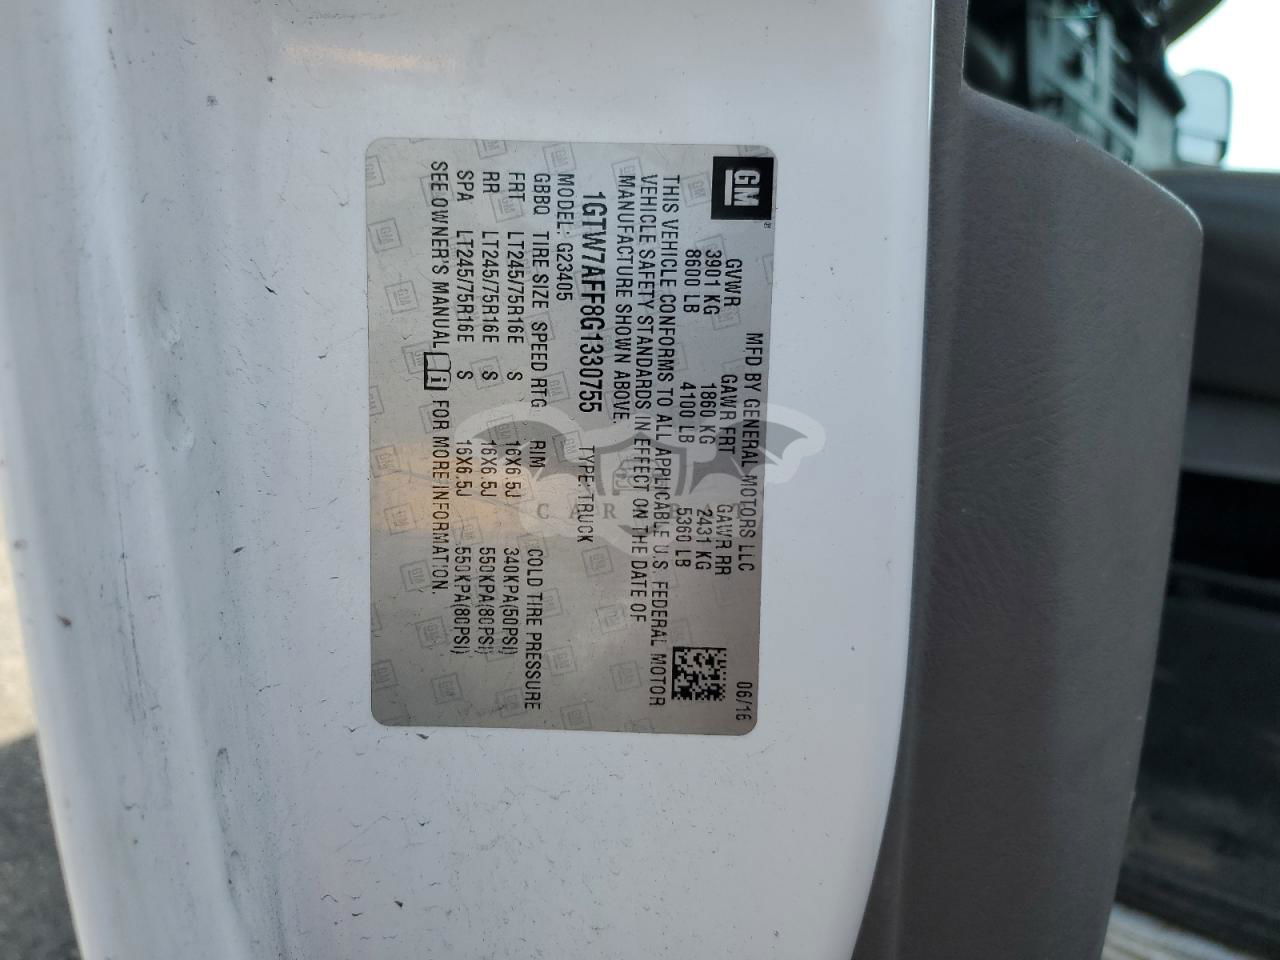 GM
MFD BY GENERAL MOTORS LLC 06/16
GVWR GAWR FRT GAWR RR
3901 KG 1860 KG 2431 KG
8600 LB 4100 LB 5360 LB
THIS VEHICLE CONFORMS TO ALL APPLICABLE U.S. FEDERAL MOTOR
VEHICLE SAFETY STANDARDS IN EFFECT ON THE DATE OF
MANUFACTURE SHOWN ABOVE.
1GTW7AFF8G1330755 TYPE: TRUCK
MODEL: G23405
GBBQ TIRE SIZE SPEED RTG RIM COLD TIRE PRESSURE
FRT LT245/75R16E S 16X6.5J 340KPA(50PSI)
RR LT245/75R16E S 16X6.5J 550KPA(80PSI)
SPA LT245/75R16E S 16X6.5J 550KPA(80PSI)
SEE OWNER'S MANUAL i FOR MORE INFORMATION.